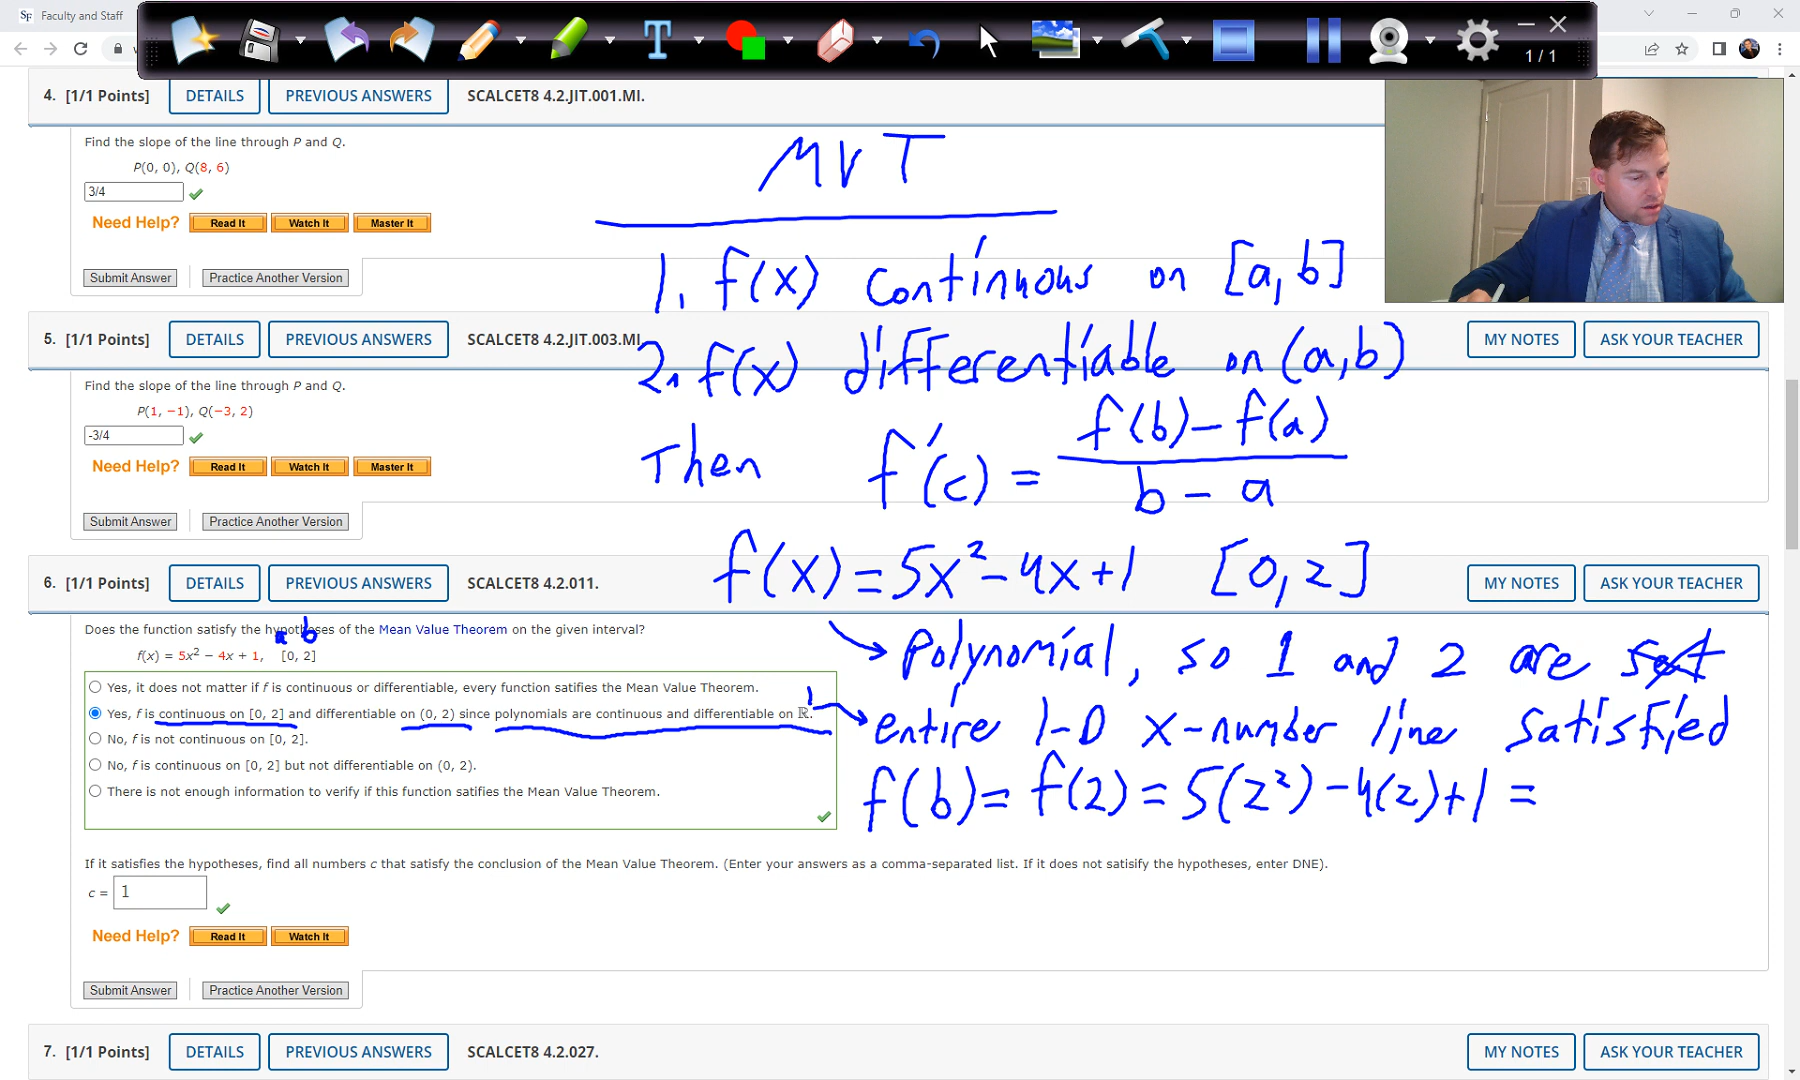 Faculty and Staff
1 / 1
4. [1/1 Points] DETAILS PREVIOUS ANSWERS SCALCET8 4.2.JIT.001.MI.
Find the slope of the line through P and Q.
P(0, 0), Q(8, 6)
3/4
Need Help? Read It Watch It Master It
Submit Answer Practice Another Version
MVT
1. f(x) continuous on [a,b]
5. [1/1 Points] DETAILS PREVIOUS ANSWERS SCALCET8 4.2.JIT.003.MI. MY NOTES ASK YOUR TEACHER
2. f(x) differentiable on (a,b)
Find the slope of the line through P and Q.
P(1, −1), Q(−3, 2)
-3/4
Need Help? Read It Watch It Master It
Submit Answer Practice Another Version
Then f'(c) = f(b)-f(a) / b-a
6. [1/1 Points] DETAILS PREVIOUS ANSWERS SCALCET8 4.2.011. MY NOTES ASK YOUR TEACHER
f(x)=5x²-4x+1 [0,2]
Does the function satisfy the hypotheses of the Mean Value Theorem on the given interval?
a b
f(x) = 5x² − 4x + 1, [0, 2]
Yes, it does not matter if f is continuous or differentiable, every function satifies the Mean Value Theorem.
Yes, f is continuous on [0, 2] and differentiable on (0, 2) since polynomials are continuous and differentiable on ℝ.
No, f is not continuous on [0, 2].
No, f is continuous on [0, 2] but not differentiable on (0, 2).
There is not enough information to verify if this function satifies the Mean Value Theorem.
Polynomial, so 1 and 2 are
1
entire 1-D x-number line satisfied
f(b)= f(2)=5(2²)-4(2)+1=
If it satisfies the hypotheses, find all numbers c that satisfy the conclusion of the Mean Value Theorem. (Enter your answers as a comma-separated list. If it does not satisify the hypotheses, enter DNE).
c = 1
Need Help? Read It Watch It
Submit Answer Practice Another Version
7. [1/1 Points] DETAILS PREVIOUS ANSWERS SCALCET8 4.2.027. MY NOTES ASK YOUR TEACHER